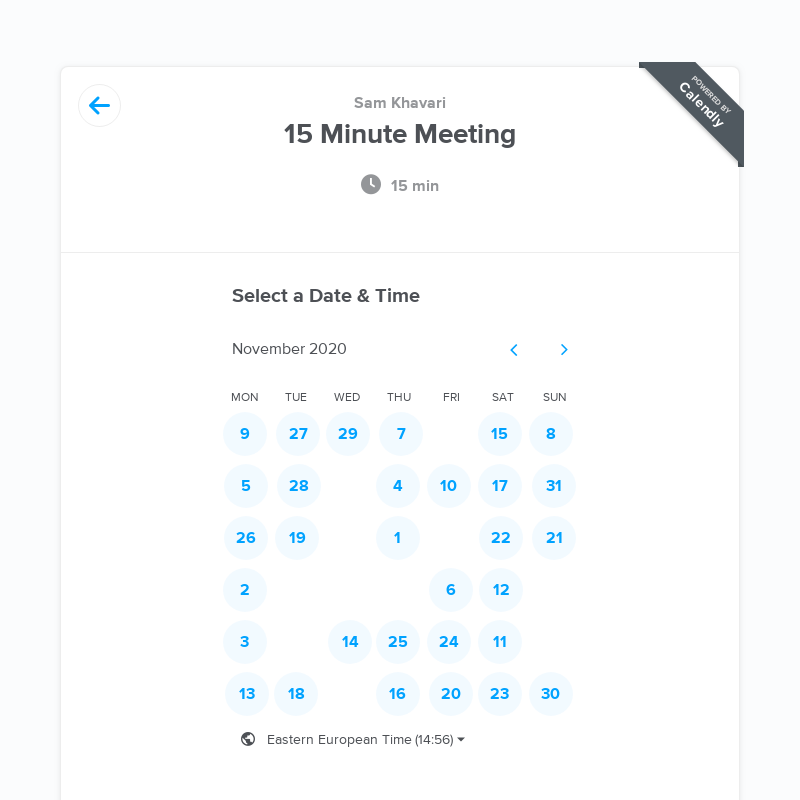 POWERED BY
Calendly
Sam Khavari
15 Minute Meeting
15 min
Select a Date & Time
November 2020
MON TUE WED THU FRI SAT SUN
9 27 29 7 15 8
5 28 4 10 17 31
26 19 1 22 21
2 6 12
3 14 25 24 11
13 18 16 20 23 30
Eastern European Time (14:56)